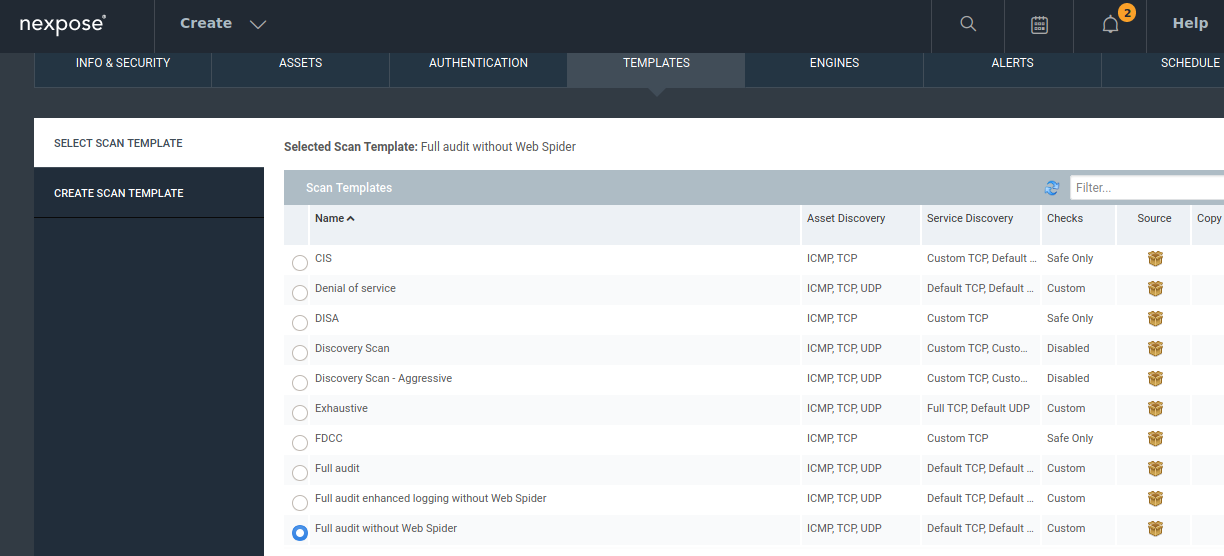 nexpose®
Create
2
Help
INFO & SECURITY
ASSETS
AUTHENTICATION
TEMPLATES
ENGINES
ALERTS
SCHEDULE
SELECT SCAN TEMPLATE
CREATE SCAN TEMPLATE
Selected Scan Template: Full audit without Web Spider
Scan Templates
Filter...
Name Asset Discovery Service Discovery Checks Source Copy
CIS ICMP, TCP Custom TCP, Default ... Safe Only
Denial of service ICMP, TCP, UDP Default TCP, Default ... Custom
DISA ICMP, TCP Custom TCP Safe Only
Discovery Scan ICMP, TCP, UDP Custom TCP, Custo... Disabled
Discovery Scan - Aggressive ICMP, TCP, UDP Custom TCP, Custo... Disabled
Exhaustive ICMP, TCP, UDP Full TCP, Default UDP Custom
FDCC ICMP, TCP Custom TCP Safe Only
Full audit ICMP, TCP, UDP Default TCP, Default ... Custom
Full audit enhanced logging without Web Spider ICMP, TCP, UDP Default TCP, Default ... Custom
Full audit without Web Spider ICMP, TCP, UDP Default TCP, Default ... Custom